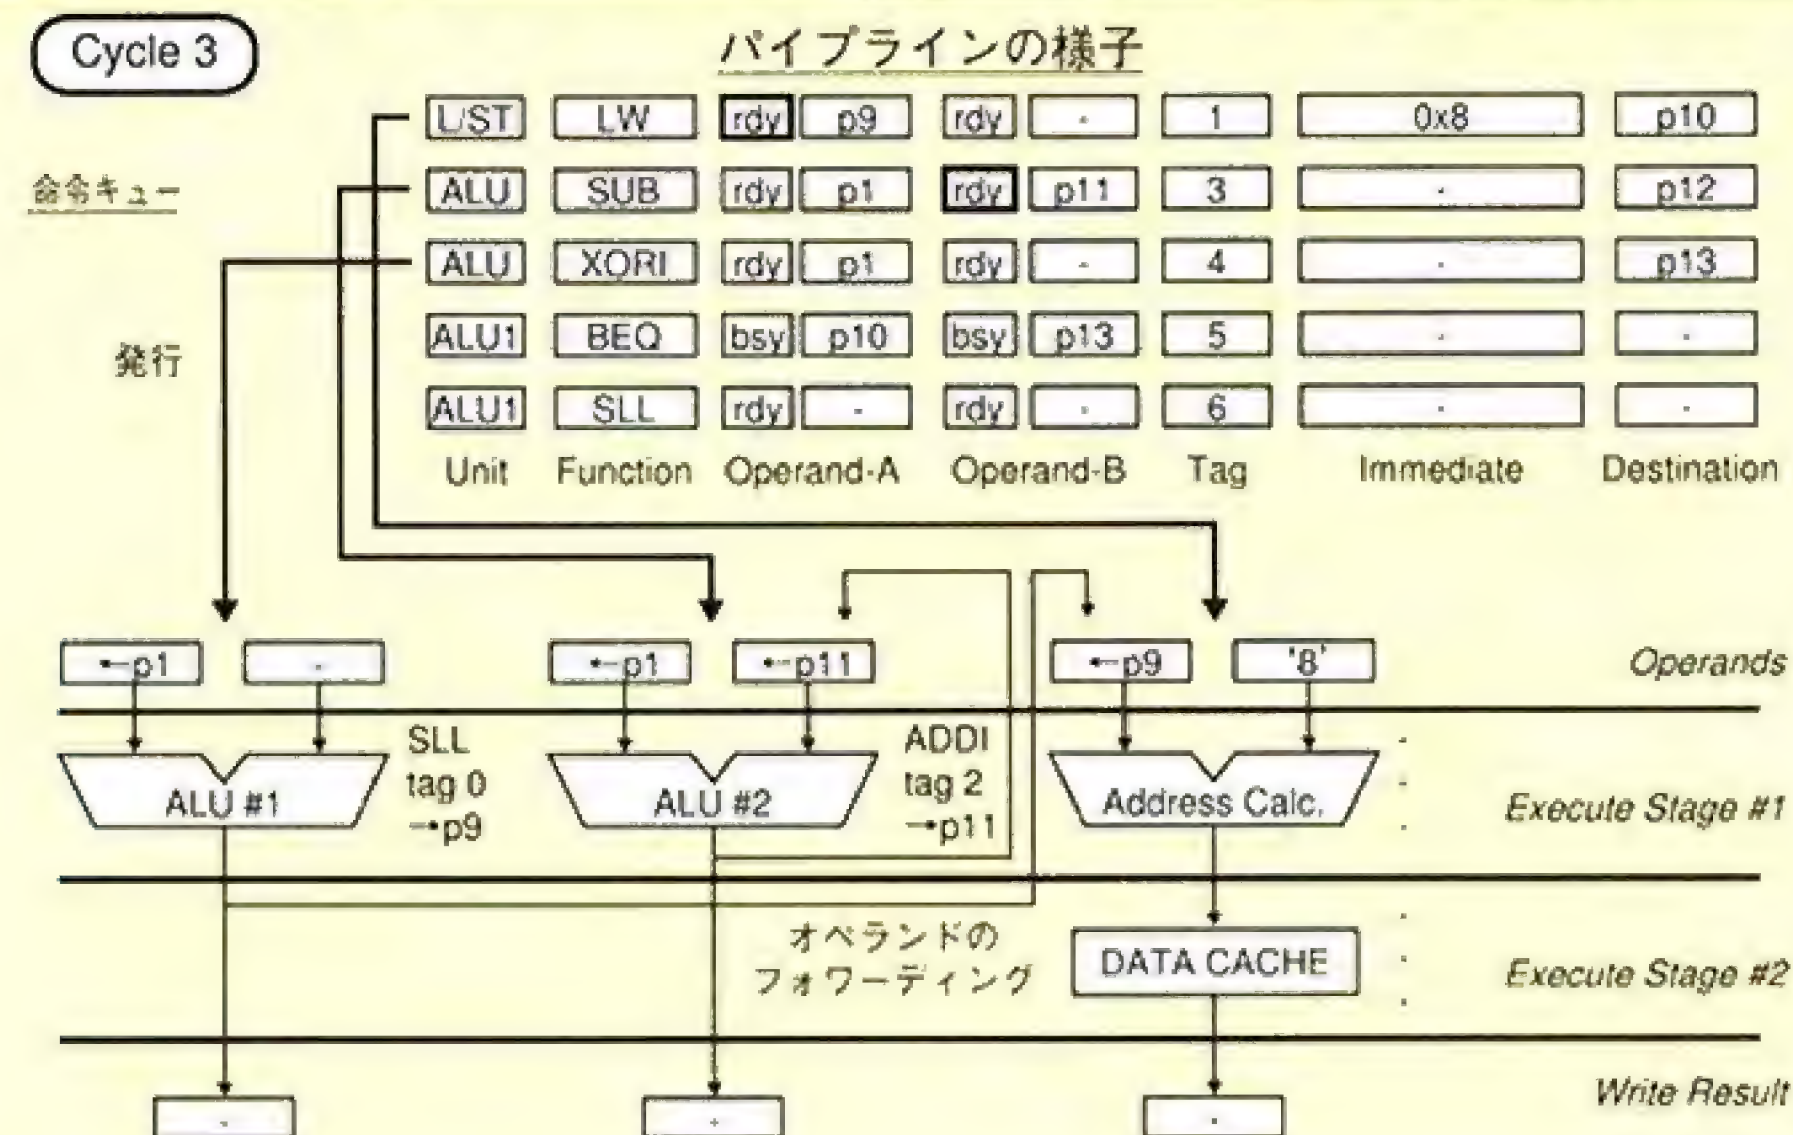 Cycle 3
パイプラインの様子
L/ST LW rdy p9 rdy - 1 0x8 p10
命令キュー
ALU SUB rdy p1 rdy p11 3 - p12
ALU XORI rdy p1 rdy - 4 - p13
発行
ALU1 BEQ bsy p10 bsy p13 5 - -
ALU1 SLL rdy - rdy - 6 - -
Unit Function Operand-A Operand-B Tag Immediate Destination
←p1 - ←p1 ←p11 ←p9 '8' Operands
SLL
tag 0
→p9
ALU #1
ADDI
tag 2
→p11
ALU #2
Address Calc.
Execute Stage #1
オペランドの
フォワーディング
DATA CACHE
Execute Stage #2
Write Result
- - -